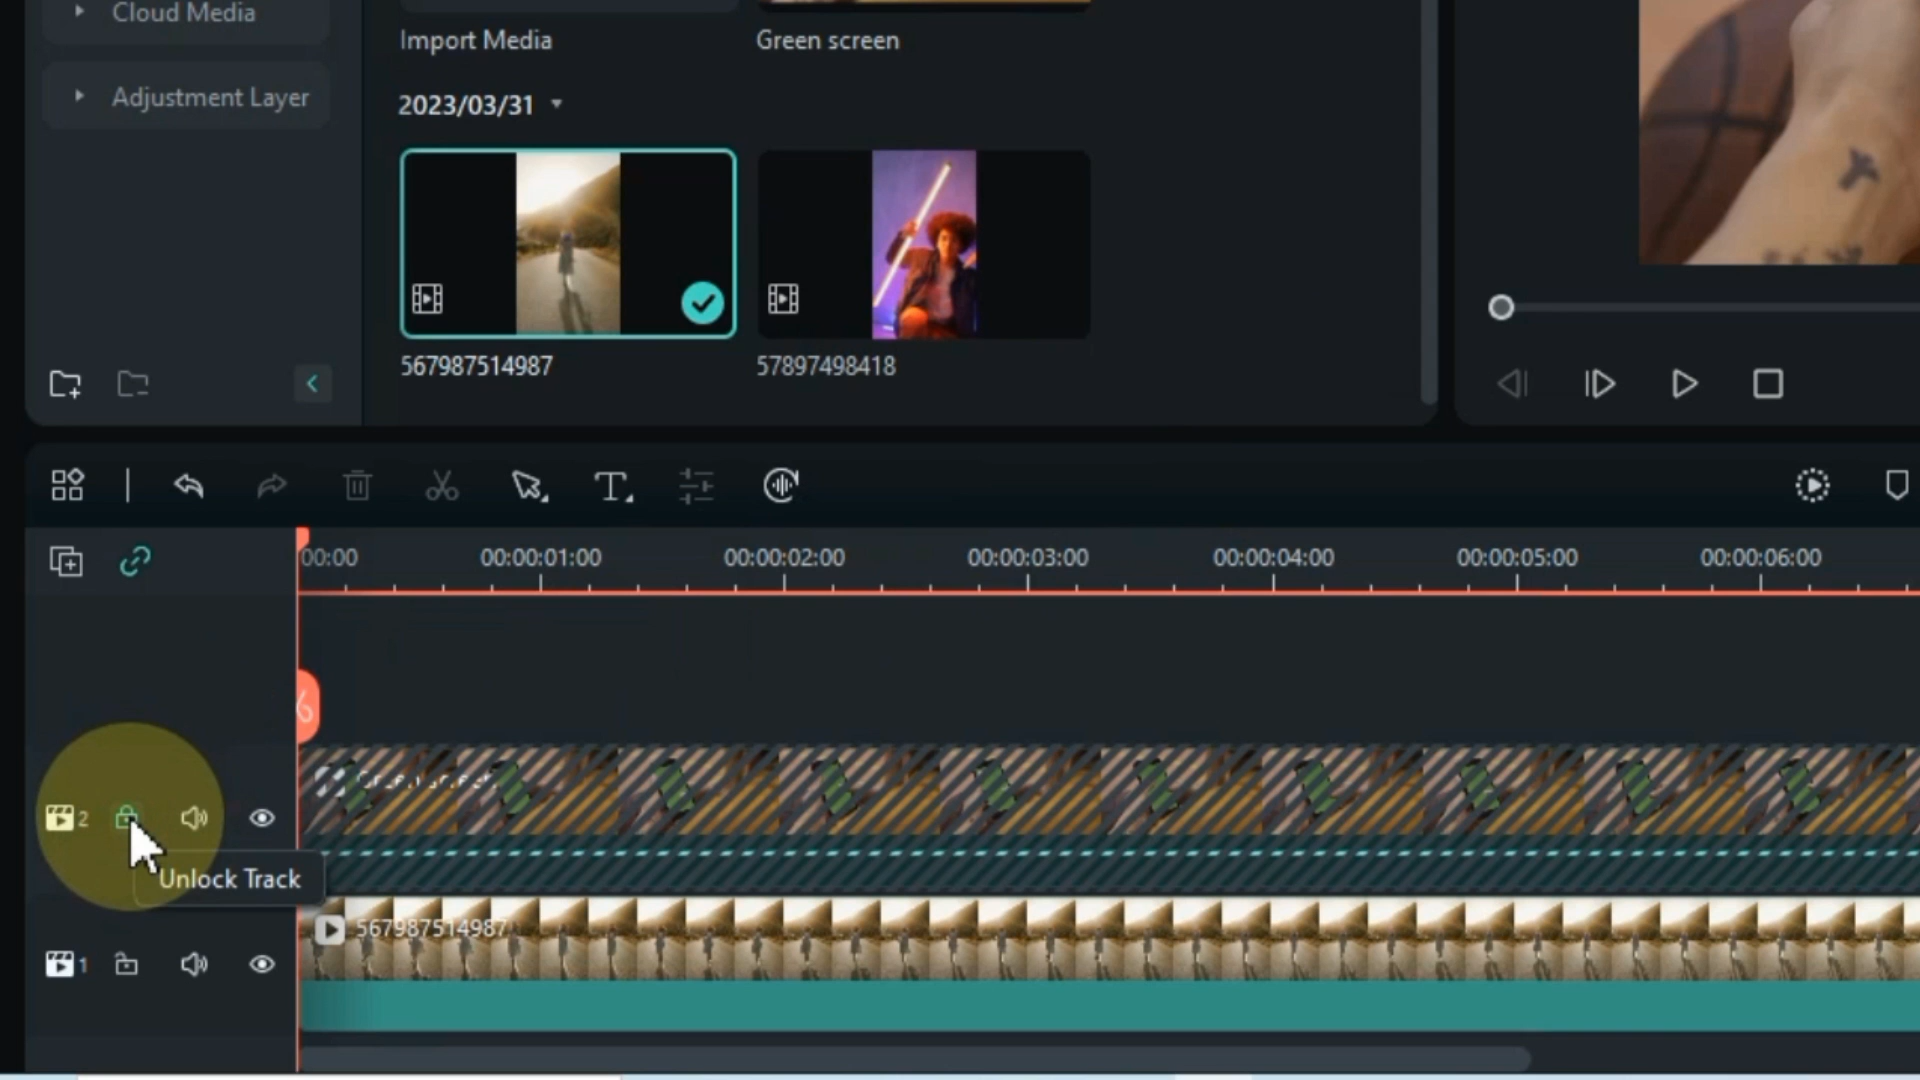 Cloud Media
Adjustment Layer
Import Media
Green screen
2023/03/31
567987514987
57897498418
00:00
00:00:01:00
00:00:02:00
00:00:03:00
00:00:04:00
00:00:05:00
00:00:06:00
2
Unlock Track
567987514987
1